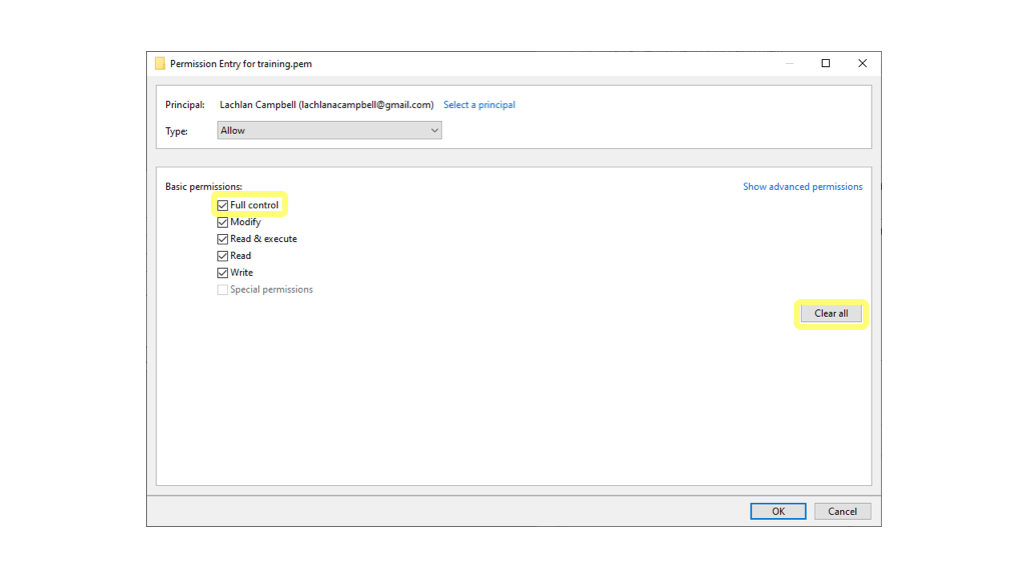 Permission Entry for training.pem
Principal: Lachlan Campbell (lachlanacampbell@gmail.com) Select a principal
Type: Allow
Basic permissions: Show advanced permissions
Full control
Modify
Read & execute
Read
Write
Special permissions
Clear all
OK Cancel